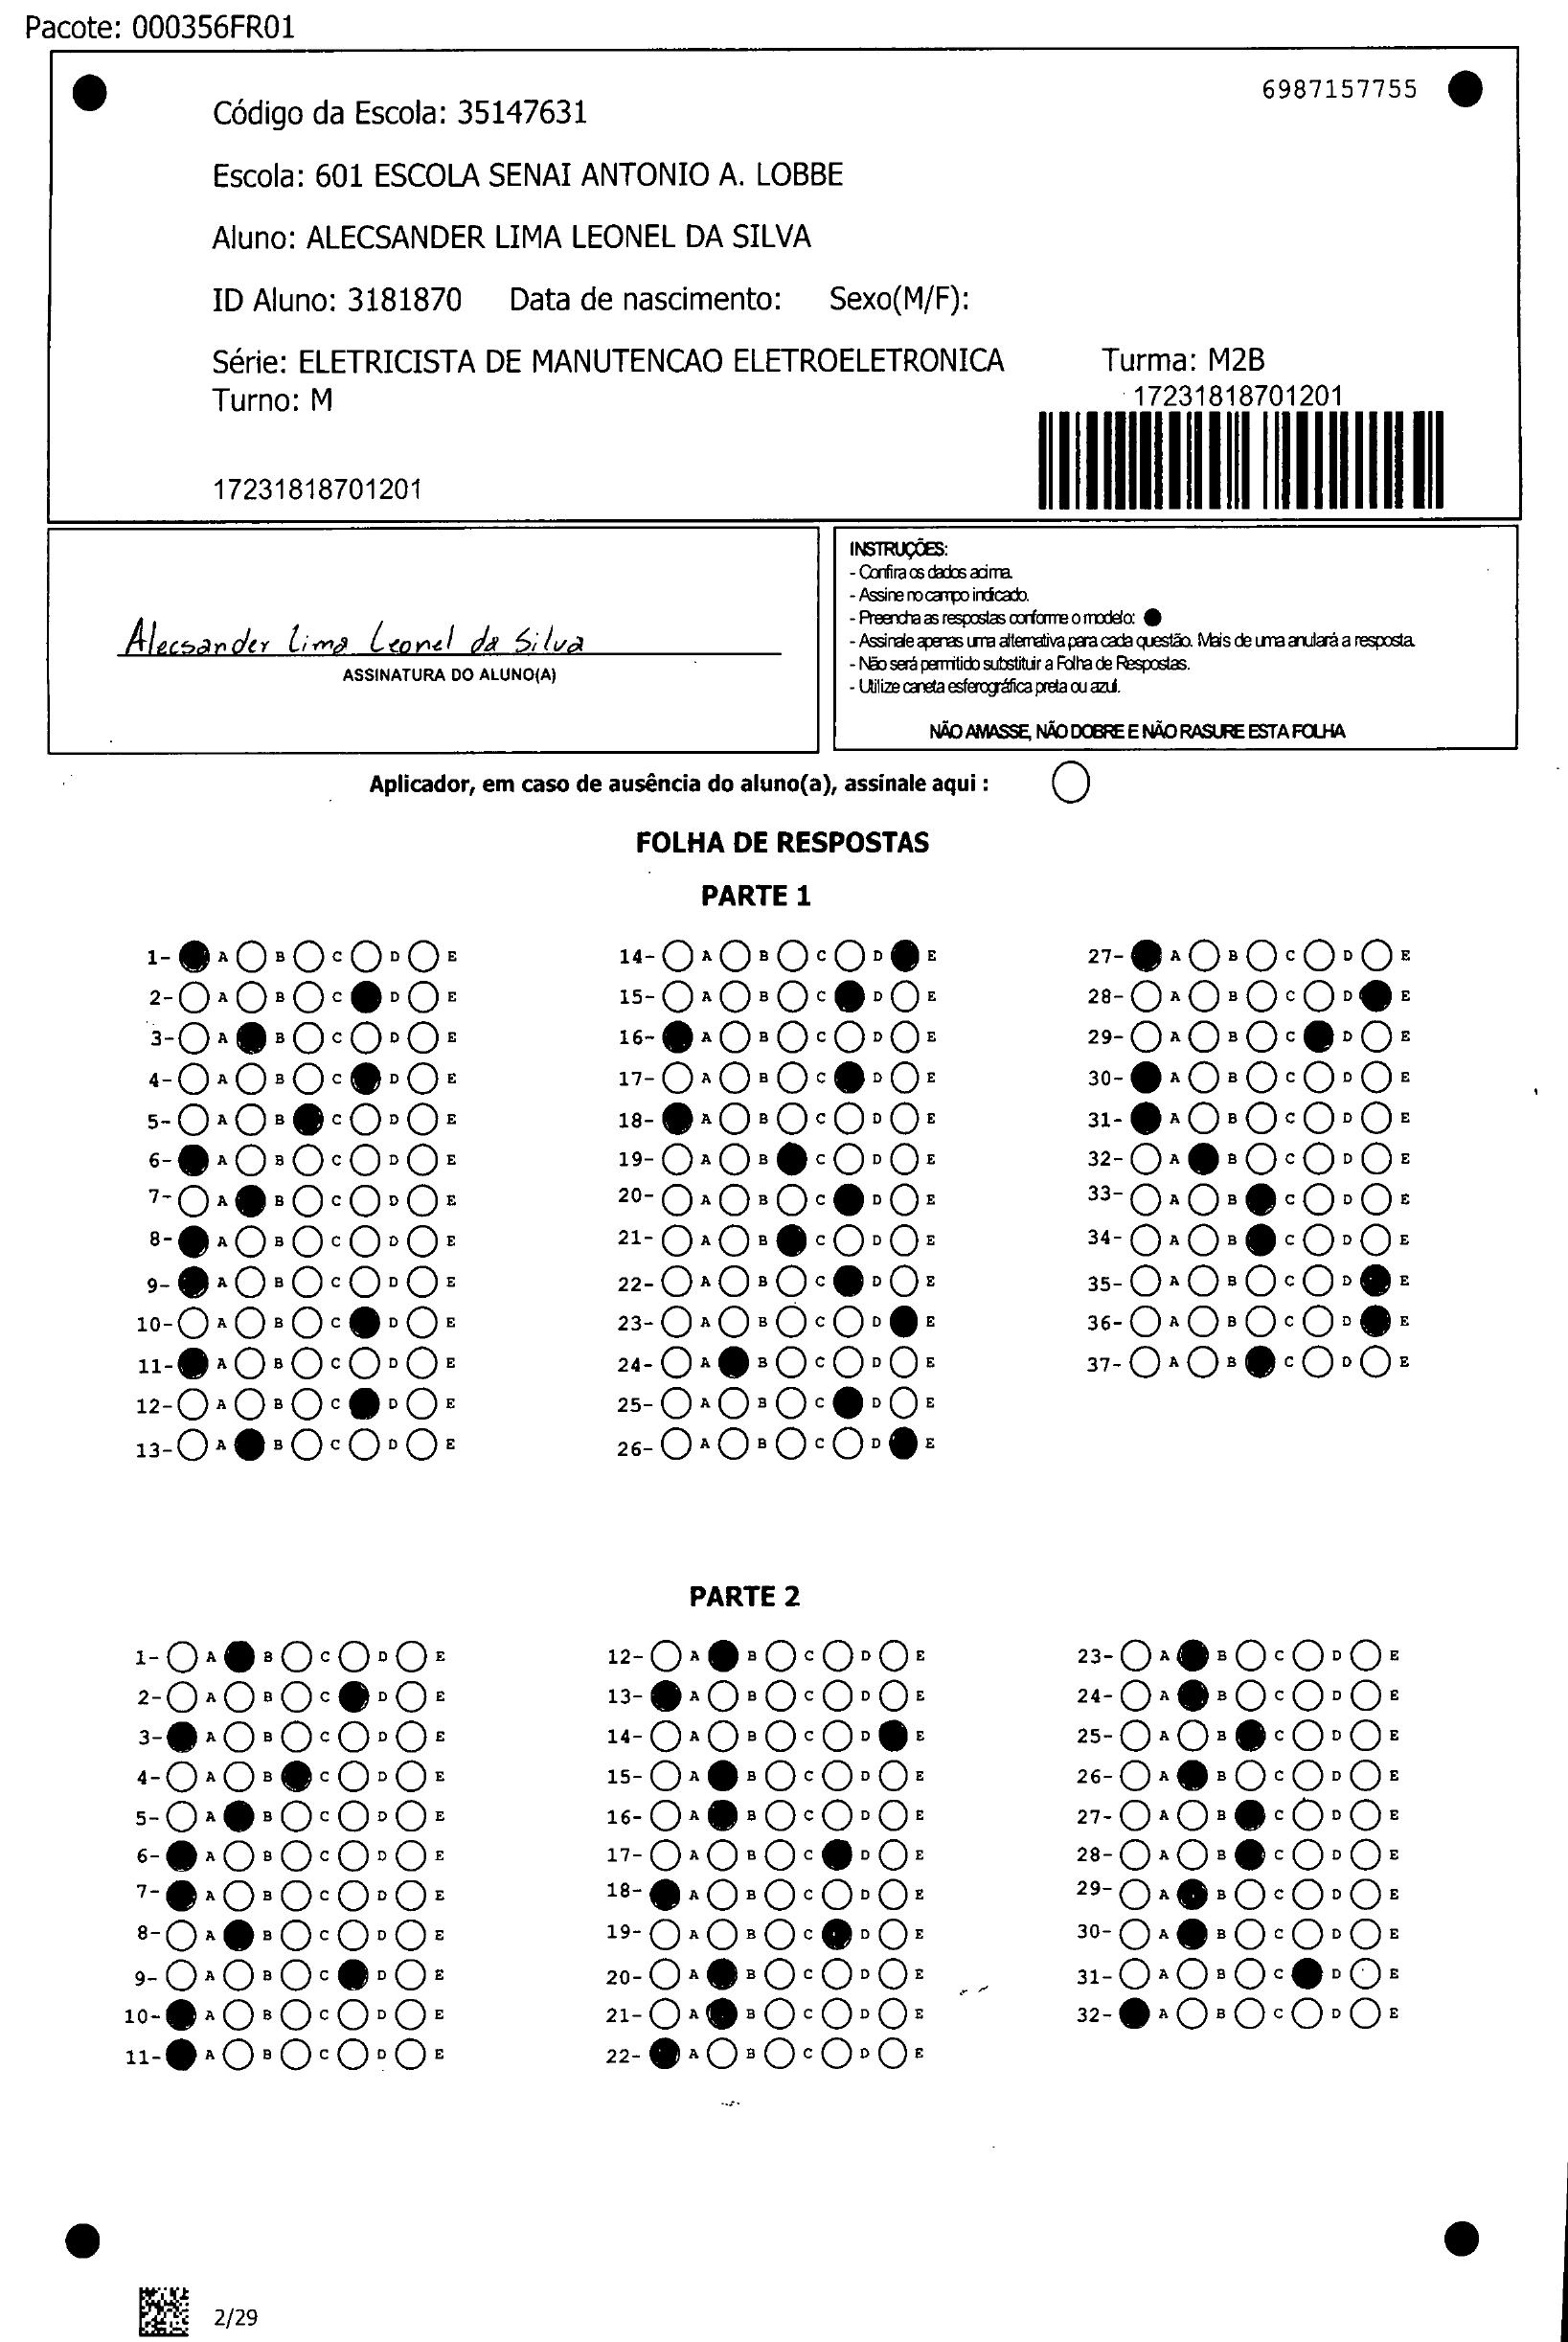 Pacote: 000356FR01
6987157755
Código da Escola: 35147631
Escola: 601 ESCOLA SENAI ANTONIO A. LOBBE
Aluno: ALECSANDER LIMA LEONEL DA SILVA
ID Aluno: 3181870 Data de nascimento: Sexo(M/F):
Série: ELETRICISTA DE MANUTENCAO ELETROELETRONICA Turma: M2B
Turno: M 17231818701201
17231818701201
Alecsander Lima Leonel da Silva
ASSINATURA DO ALUNO(A)
INSTRUÇÕES:
- Confira os dados acima.
- Assine no campo indicado.
- Preencha as respostas conforme o modelo:
- Assinale apenas uma alternativa para cada questão. Mais de uma anulará a resposta.
- Não será permitido substituir a Folha de Respostas.
- Utilize caneta esferográfica preta ou azul.
NÃO AMASSE, NÃO DOBRE E NÃO RASURE ESTA FOLHA
Aplicador, em caso de ausência do aluno(a), assinale aqui :
FOLHA DE RESPOSTAS
PARTE 1
1- A B C D E 14- A B C D E 27- A B C D E
2- A B C D E 15- A B C D E 28- A B C D E
3- A B C D E 16- A B C D E 29- A B C D E
4- A B C D E 17- A B C D E 30- A B C D E
5- A B C D E 18- A B C D E 31- A B C D E
6- A B C D E 19- A B C D E 32- A B C D E
7- A B C D E 20- A B C D E 33- A B C D E
8- A B C D E 21- A B C D E 34- A B C D E
9- A B C D E 22- A B C D E 35- A B C D E
10- A B C D E 23- A B C D E 36- A B C D E
11- A B C D E 24- A B C D E 37- A B C D E
12- A B C D E 25- A B C D E
13- A B C D E 26- A B C D E
PARTE 2
1- A B C D E 12- A B C D E 23- A B C D E
2- A B C D E 13- A B C D E 24- A B C D E
3- A B C D E 14- A B C D E 25- A B C D E
4- A B C D E 15- A B C D E 26- A B C D E
5- A B C D E 16- A B C D E 27- A B C D E
6- A B C D E 17- A B C D E 28- A B C D E
7- A B C D E 18- A B C D E 29- A B C D E
8- A B C D E 19- A B C D E 30- A B C D E
9- A B C D E 20- A B C D E 31- A B C D E
10- A B C D E 21- A B C D E 32- A B C D E
11- A B C D E 22- A B C D E
2/29